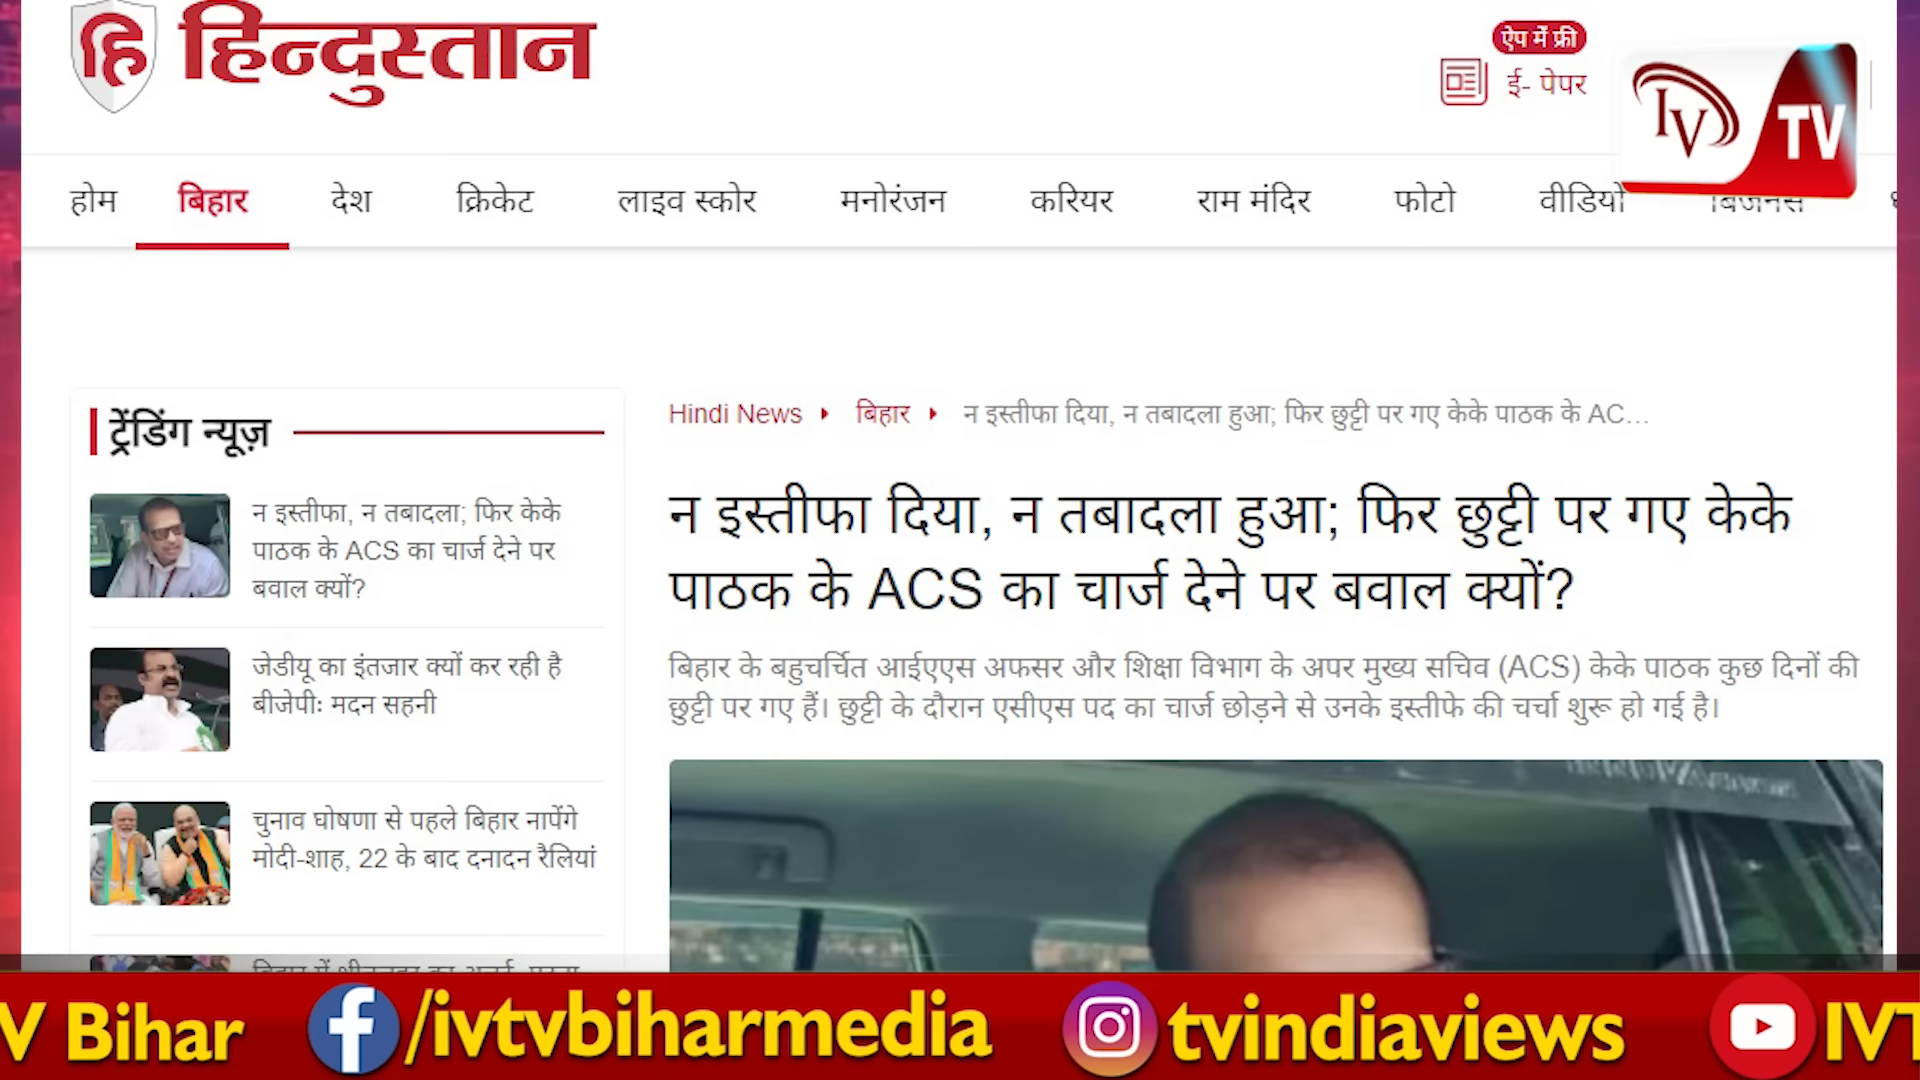 हि हिन्दुस्तान
ऐप में फ्री
ई- पेपर
IV TV
होम बिहार देश क्रिकेट लाइव स्कोर मनोरंजन करियर राम मंदिर फोटो वीडियो बिजनेस
ट्रेंडिंग न्यूज़
न इस्तीफा, न तबादला; फिर केके
पाठक के ACS का चार्ज देने पर
बवाल क्यों?
जेडीयू का इंतजार क्यों कर रही है
बीजेपीः मदन सहनी
चुनाव घोषणा से पहले बिहार नापेंगे
मोदी-शाह, 22 के बाद दनादन रैलियां
Hindi News बिहार न इस्तीफा दिया, न तबादला हुआ; फिर छुट्टी पर गए केके पाठक के AC...
न इस्तीफा दिया, न तबादला हुआ; फिर छुट्टी पर गए केके
पाठक के ACS का चार्ज देने पर बवाल क्यों?
बिहार के बहुचर्चित आईएएस अफसर और शिक्षा विभाग के अपर मुख्य सचिव (ACS) केके पाठक कुछ दिनों की
छुट्टी पर गए हैं। छुट्टी के दौरान एसीएस पद का चार्ज छोड़ने से उनके इस्तीफे की चर्चा शुरू हो गई है।
V Bihar /ivtvbiharmedia tvindiaviews IVT